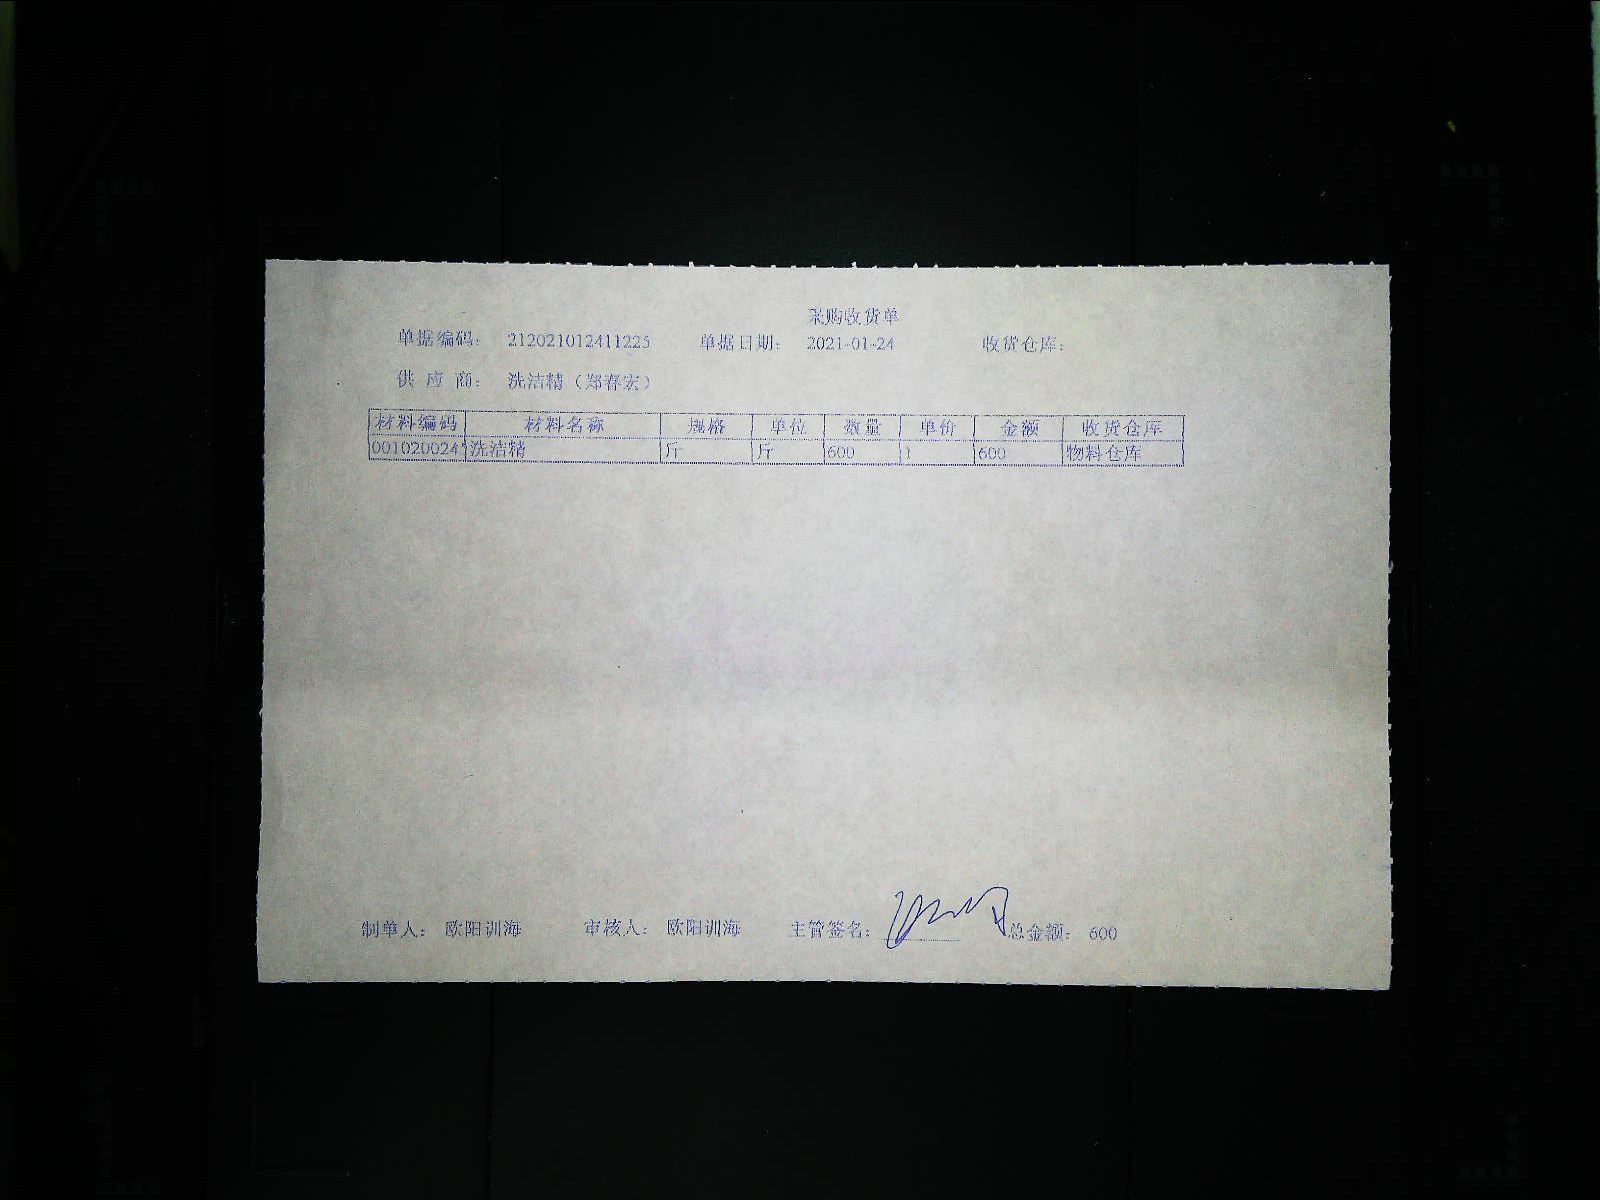 采购收货单
单据编码： 212021012411225 单据日期： 2021-01-24 收货仓库：
供 应 商： 洗洁精（郑春宏）
材料编码 材料名称 规格 单位 数量 单价 金额 收货仓库
001020024 洗洁精 斤 斤 600 1 600 物料仓库
制单人： 欧阳训海 审核人： 欧阳训海 主管签名： 总金额： 600